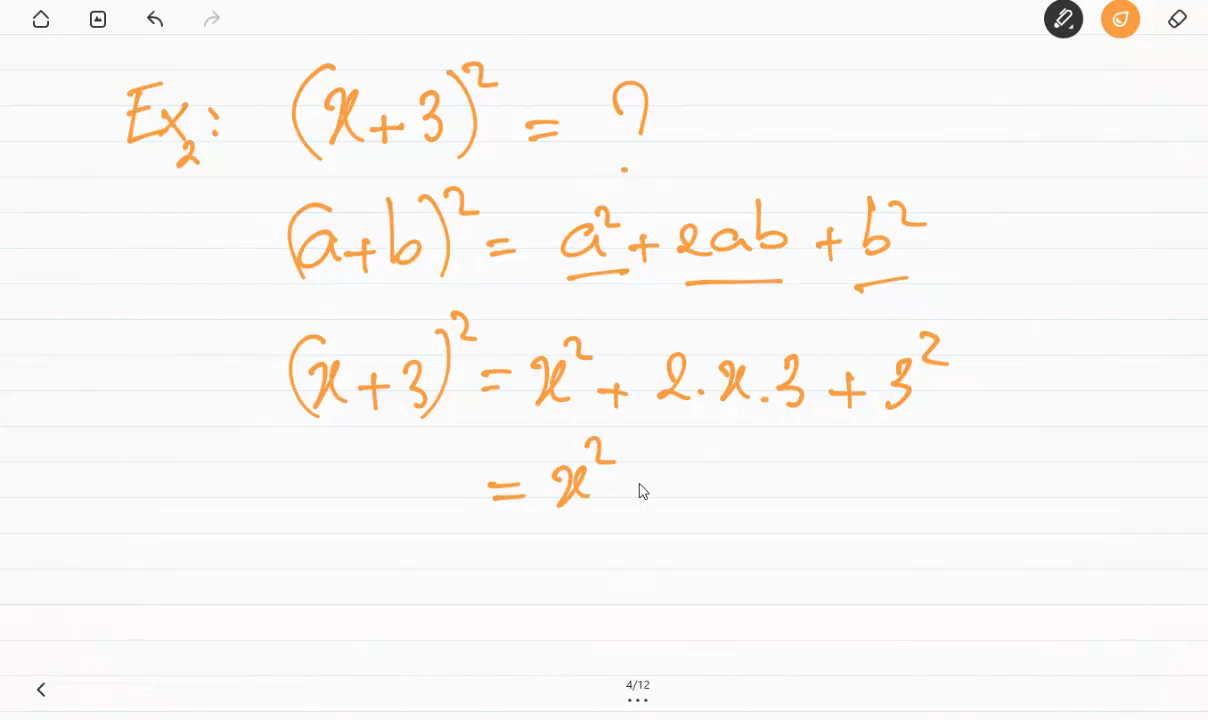 Ex₂: (x+3)² = ?
(a+b)² = a² + 2ab + b²
(x+3)² = x² + 2.x.3 + 3²
= x²
4/12